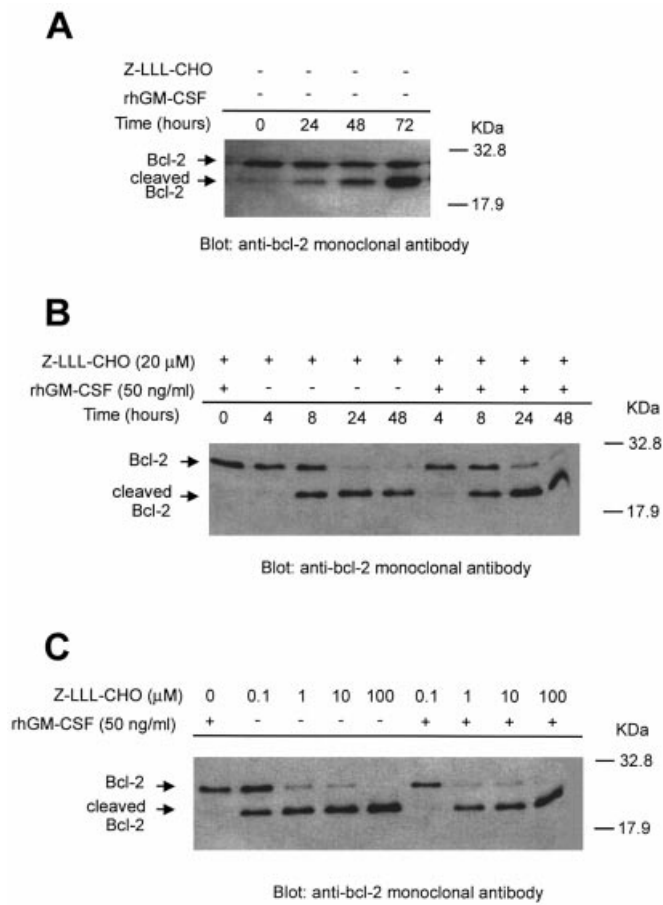 A
Z-LLL-CHO - - - -
rhGM-CSF - - - -
Time (hours) 0 24 48 72 KDa
Bcl-2 32.8
cleaved
Bcl-2
17.9
Blot: anti-bcl-2 monoclonal antibody
B
Z-LLL-CHO (20 μM) + + + + + + + + +
rhGM-CSF (50 ng/ml) + - - - - + + + +
Time (hours) 0 4 8 24 48 4 8 24 48 KDa
Bcl-2 32.8
cleaved
Bcl-2
17.9
Blot: anti-bcl-2 monoclonal antibody
C
Z-LLL-CHO (μM) 0 0.1 1 10 100 0.1 1 10 100
rhGM-CSF (50 ng/ml) + - - - - + + + +
KDa
32.8
Bcl-2
cleaved
Bcl-2
17.9
Blot: anti-bcl-2 monoclonal antibody